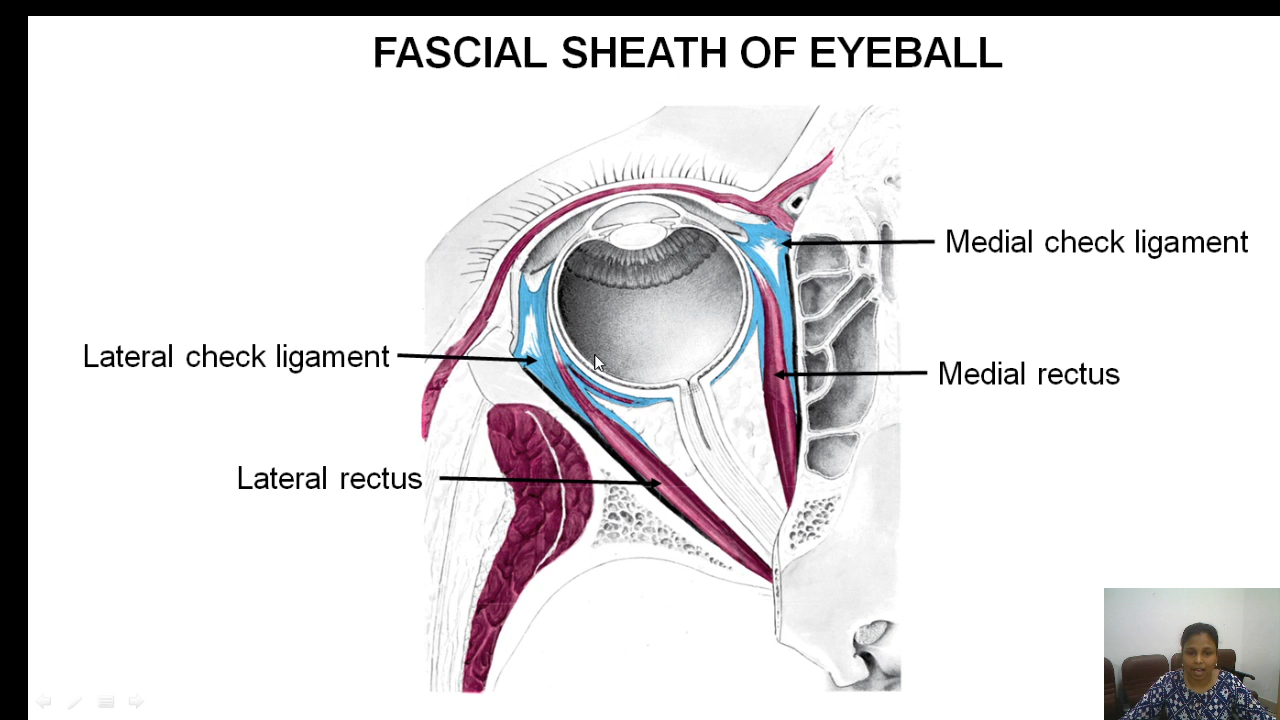 FASCIAL SHEATH OF EYEBALL
Medial check ligament
Lateral check ligament
Medial rectus
Lateral rectus